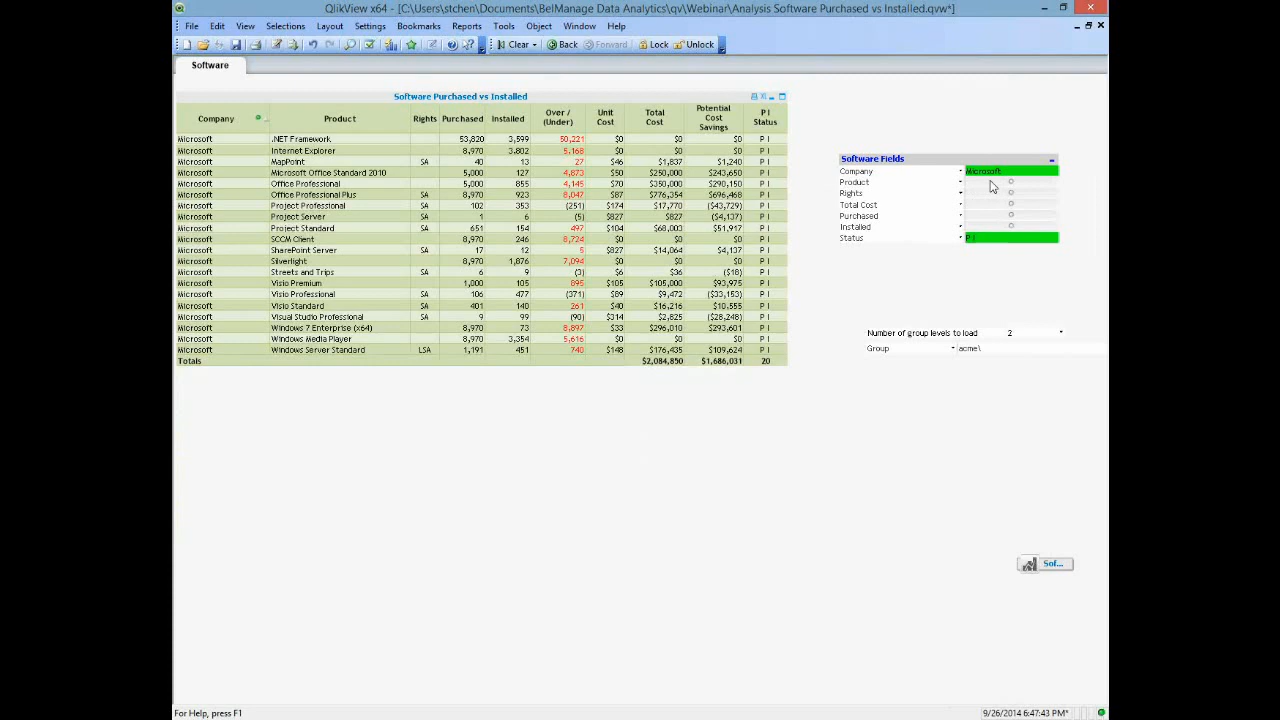 QlikView x64 - [C:\Users\stchen\Documents\BelManage Data Analytics\qv\Webinar\Analysis Software Purchased vs Installed.qvw*]
File Edit View Selections Layout Settings Bookmarks Reports Tools Object Window Help
Clear Back Forward Lock Unlock
Software
Software Purchased vs Installed
Company Product Rights Purchased Installed Over / (Under) Unit Cost Total Cost Potential Cost Savings P I Status
Microsoft .NET Framework 53,820 3,599 50,221 $0 $0 $0 P I
Microsoft Internet Explorer 8,970 3,802 5,168 $0 $0 $0 P I
Microsoft MapPoint SA 40 13 27 $46 $1,837 $1,240 P I
Microsoft Microsoft Office Standard 2010 5,000 127 4,873 $50 $250,000 $243,650 P I
Microsoft Office Professional 5,000 855 4,145 $70 $350,000 $290,150 P I
Microsoft Office Professional Plus SA 8,970 923 8,047 $87 $776,354 $696,468 P I
Microsoft Project Professional SA 102 353 (251) $174 $17,770 ($43,729) P I
Microsoft Project Server SA 1 6 (5) $827 $827 ($4,137) P I
Microsoft Project Standard SA 651 154 497 $104 $68,003 $51,917 P I
Microsoft SCCM Client 8,970 246 8,724 $0 $0 $0 P I
Microsoft SharePoint Server SA 17 12 5 $827 $14,064 $4,137 P I
Microsoft Silverlight 8,970 1,876 7,094 $0 $0 $0 P I
Microsoft Streets and Trips SA 6 9 (3) $6 $36 ($18) P I
Microsoft Visio Premium 1,000 105 895 $105 $105,000 $93,975 P I
Microsoft Visio Professional SA 106 477 (371) $89 $9,472 ($33,153) P I
Microsoft Visio Standard SA 401 140 261 $40 $16,216 $10,555 P I
Microsoft Visual Studio Professional SA 9 99 (90) $314 $2,825 ($28,248) P I
Microsoft Windows 7 Enterprise (x64) 8,970 73 8,897 $33 $296,010 $293,601 P I
Microsoft Windows Media Player 8,970 3,354 5,616 $0 $0 $0 P I
Microsoft Windows Server Standard LSA 1,191 451 740 $148 $176,435 $109,624 P I
Totals $2,084,850 $1,686,031 20
Software Fields
Company Microsoft
Product
Rights
Total Cost
Purchased
Installed
Status P I
Number of group levels to load 2
Group acme\
Sof...
For Help, press F1 9/26/2014 6:47:43 PM*